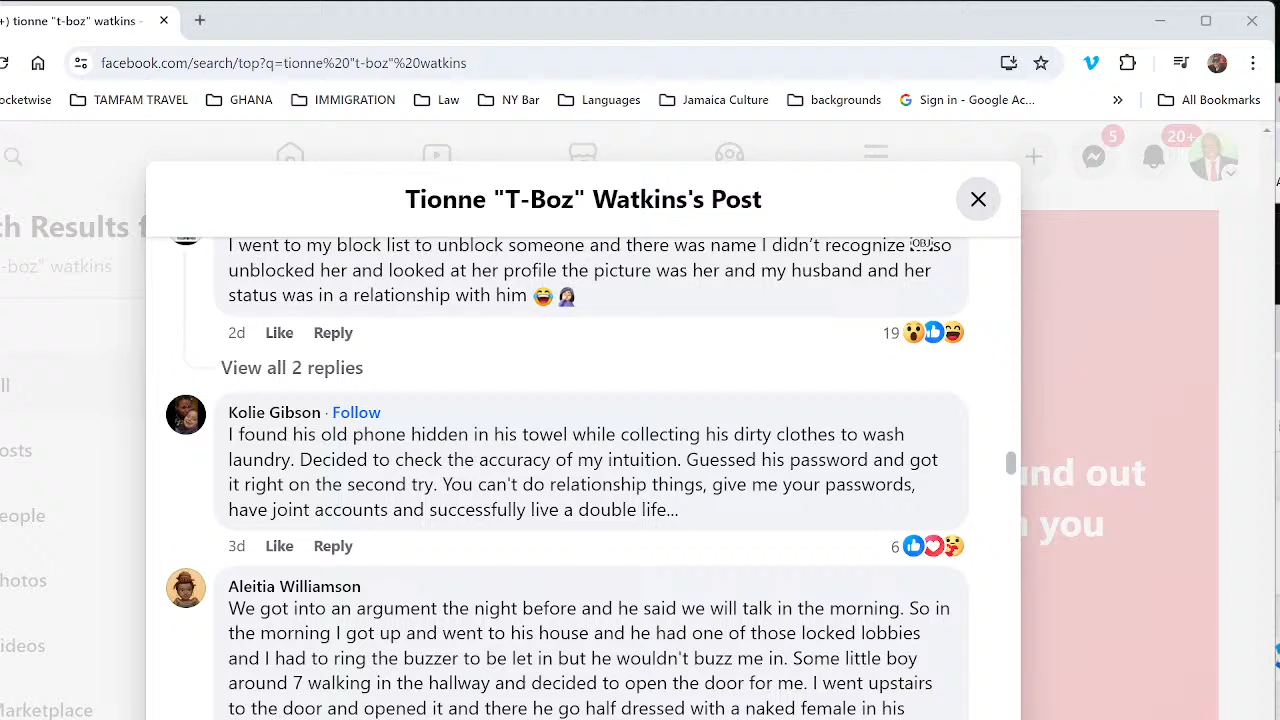 +) tionne "t-boz" watkins -
facebook.com/search/top?q=tionne%20"t-boz"%20watkins
ocketwise TAMFAM TRAVEL GHANA IMMIGRATION Law NY Bar Languages Jamaica Culture backgrounds Sign in - Google Ac... » All Bookmarks
5
20+
Tionne "T-Boz" Watkins's Post
ch Results f
-boz" watkins
I went to my block list to unblock someone and there was name I didn’t recognize OBJ so
unblocked her and looked at her profile the picture was her and my husband and her
status was in a relationship with him 😂 🤦🏽‍♀️
2d Like Reply 19
View all 2 replies
ll
Kolie Gibson · Follow
I found his old phone hidden in his towel while collecting his dirty clothes to wash
laundry. Decided to check the accuracy of my intuition. Guessed his password and got
it right on the second try. You can't do relationship things, give me your passwords,
have joint accounts and successfully live a double life...
osts
eople
und out
n you
3d Like Reply 6
hotos
Aleitia Williamson
We got into an argument the night before and he said we will talk in the morning. So in
the morning I got up and went to his house and he had one of those locked lobbies
and I had to ring the buzzer to be let in but he wouldn't buzz me in. Some little boy
around 7 walking in the hallway and decided to open the door for me. I went upstairs
to the door and opened it and there he go half dressed with a naked female in his
ideos
Marketplace